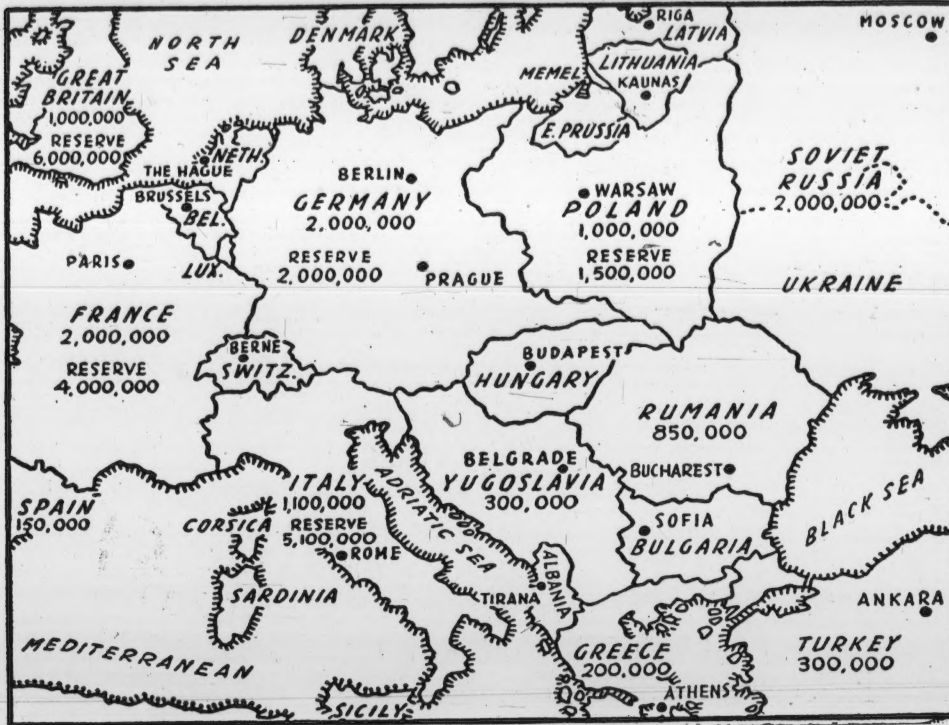 NORTH
SEA
DENMARK
RIGA
LATVIA
MOSCOW
LITHUANIA
KAUNAS
MEMEL
E. PRUSSIA
GREAT
BRITAIN
1,000,000
RESERVE
6,000,000
NETH.
THE HAGUE
BRUSSELS
BEL.
LUX.
BERLIN
GERMANY
2,000,000
RESERVE
2,000,000
PRAGUE
WARSAW
POLAND
1,000,000
RESERVE
1,500,000
SOVIET
RUSSIA
2,000,000
UKRAINE
PARIS
FRANCE
2,000,000
RESERVE
4,000,000
BERNE
SWITZ.
BUDAPEST
HUNGARY
RUMANIA
850,000
BUCHAREST
BELGRADE
YUGOSLAVIA
300,000
SPAIN
150,000
CORSICA
ITALY
1,100,000
RESERVE
5,100,000
ROME
ADRIATIC SEA
SOFIA
BULGARIA
BLACK SEA
SARDINIA
ALBANIA
TIRANA
ANKARA
TURKEY
300,000
GREECE
200,000
ATHENS
MEDITERRANEAN
SICILY